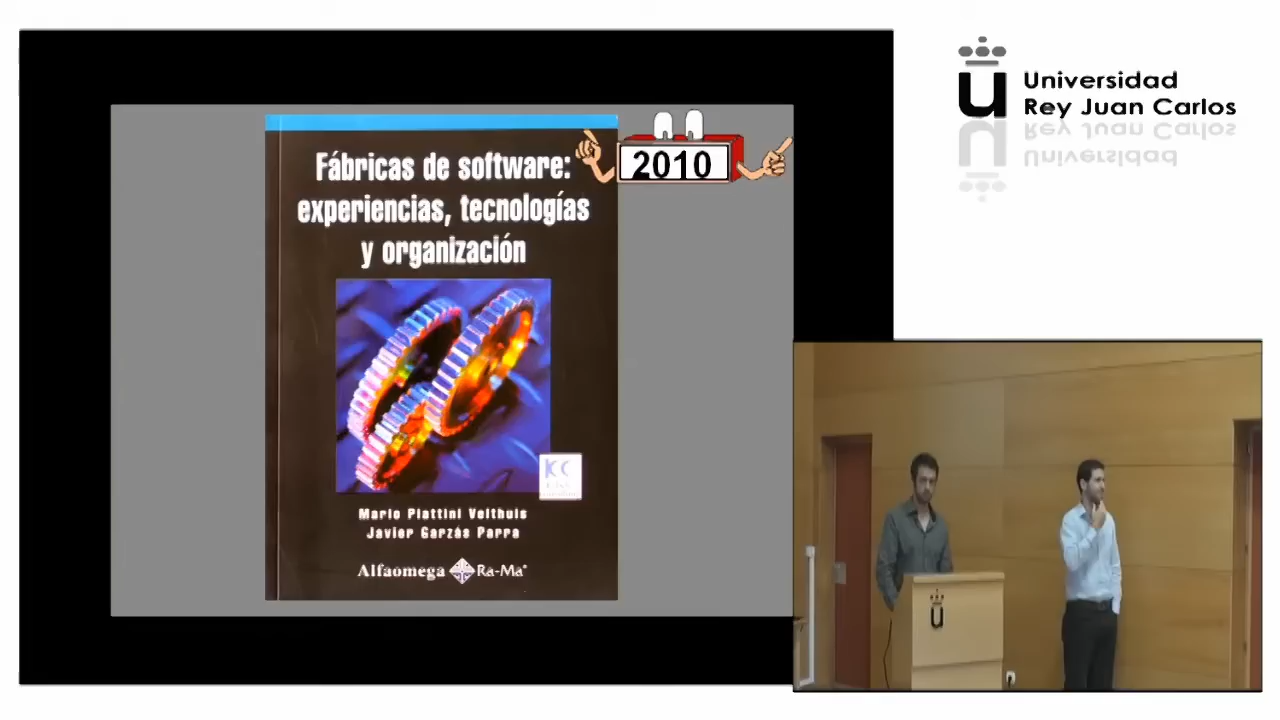 Fábricas de software:
experiencias, tecnologías
y organización
2010
Mario Piattini Velthuis
Javier Garzás Parra
Alfaomega Ra-Ma®
Universidad
Rey Juan Carlos